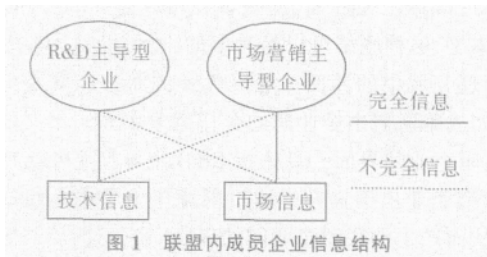 R&D主导型
企业
市场营销主
导型企业
完全信息
不完全信息
技术信息
市场信息
图1 联盟内成员企业信息结构